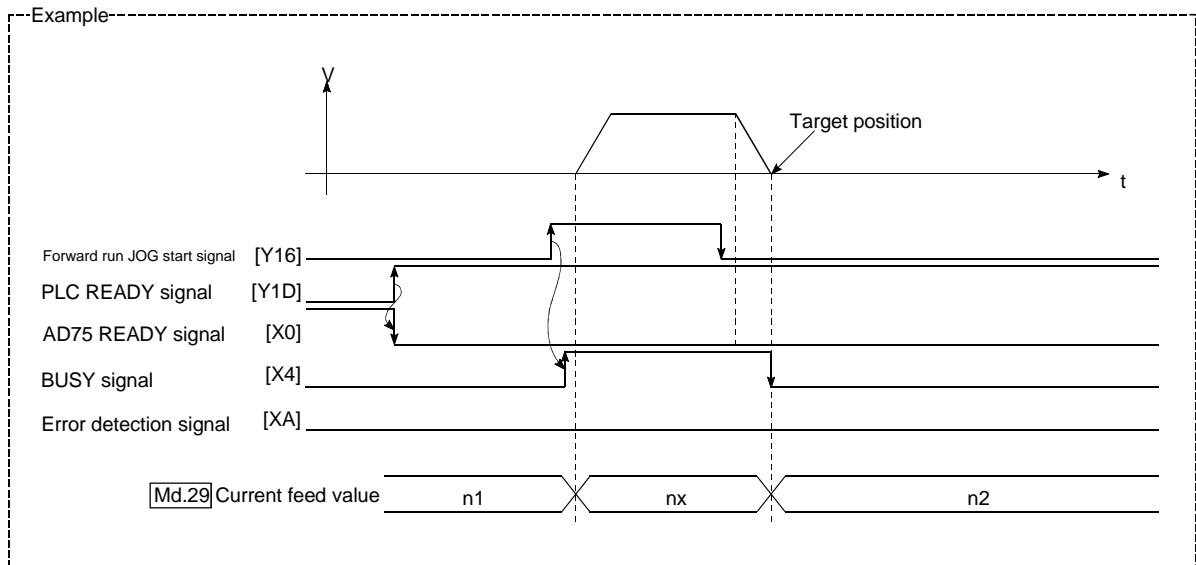 Example
V
Target position
t
Forward run JOG start signal [Y16]
PLC READY signal [Y1D]
AD75 READY signal [X0]
BUSY signal [X4]
Error detection signal [XA]
Md.29 Current feed value n1 nx n2